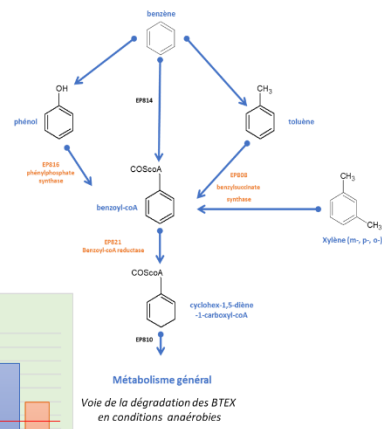 benzène
OH
CH3
phénol
EP814
toluène
EP816
phénylphosphate
synthase
COScoA
EP808
benzylsuccinate
synthase
benzoyl-coA
CH3
CH3
Xylène (m-, p-, o-)
EP821
Benzoyl-coA reductase
COScoA
cyclohex-1,5-diène
-1-carboxyl-coA
EP810
Métabolisme général
Voie de la dégradation des BTEX
en conditions anaérobies